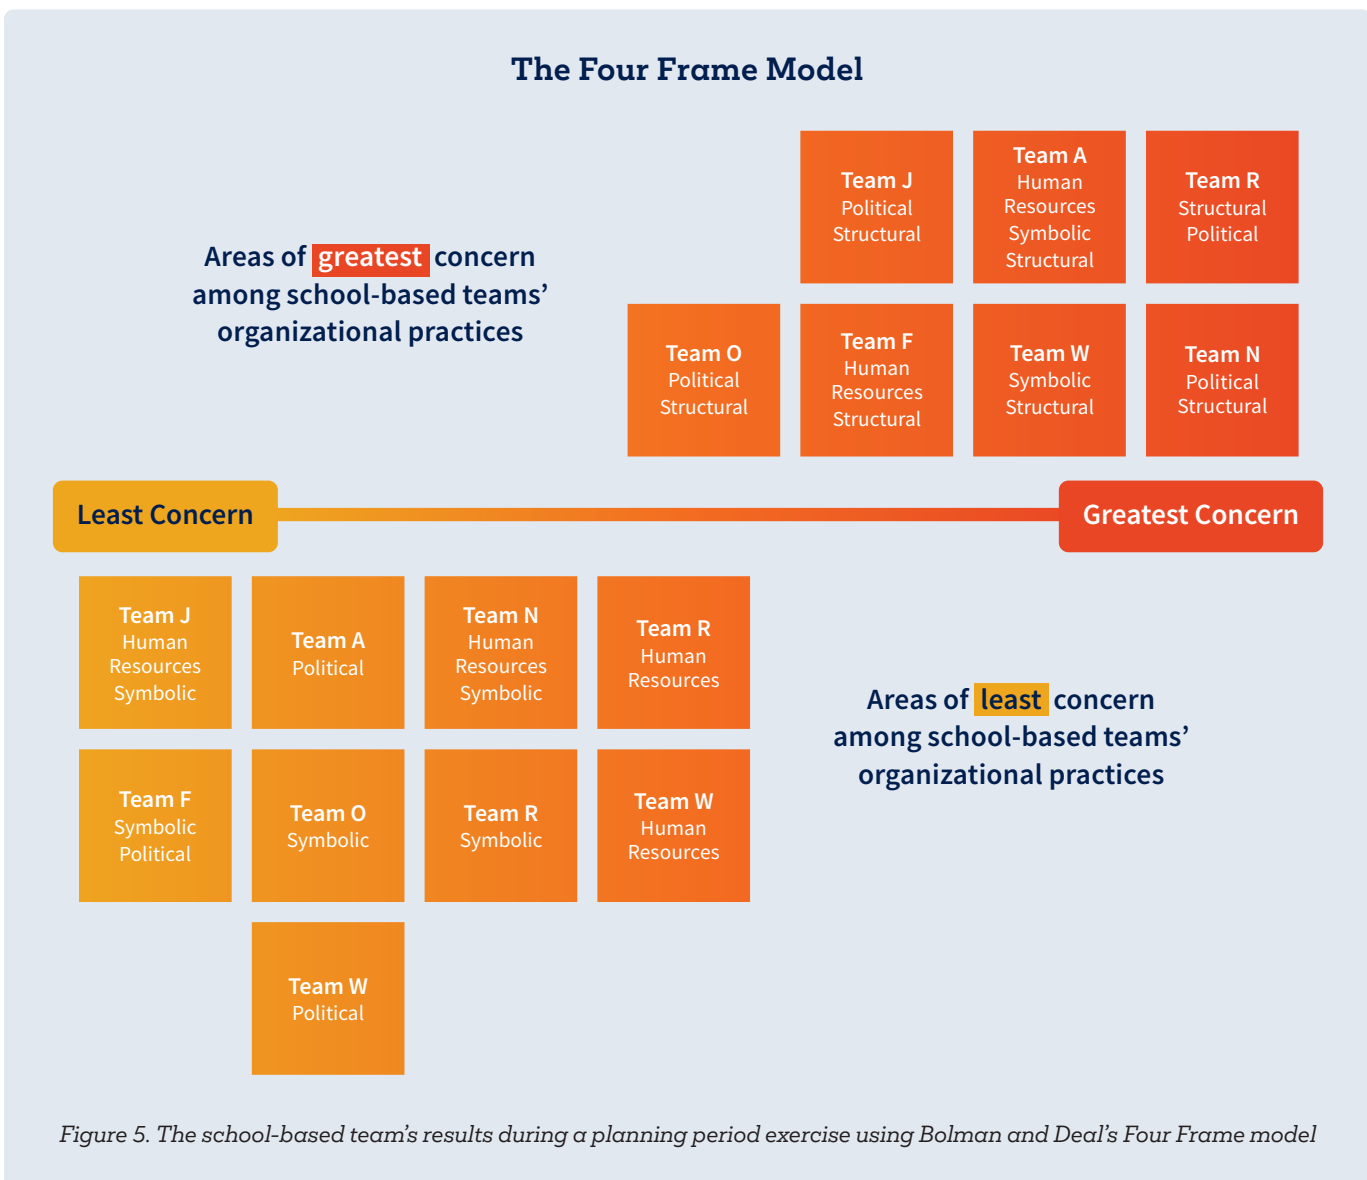 The Four Frame Model
Areas of greatest concern
among school-based teams’
organizational practices
Team J
Political
Structural
Team A
Human
Resources
Symbolic
Structural
Team R
Structural
Political
Team O
Political
Structural
Team F
Human
Resources
Structural
Team W
Symbolic
Structural
Team N
Political
Structural
Least Concern
Greatest Concern
Team J
Human
Resources
Symbolic
Team A
Political
Team N
Human
Resources
Symbolic
Team R
Human
Resources
Team F
Symbolic
Political
Team O
Symbolic
Team R
Symbolic
Team W
Human
Resources
Team W
Political
Areas of least concern
among school-based teams’
organizational practices
Figure 5. The school-based team’s results during a planning period exercise using Bolman and Deal’s Four Frame model